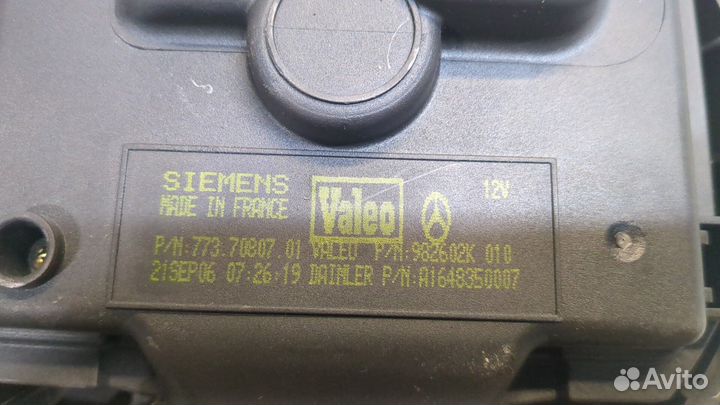 SIEMENS Valeo 12V
MADE IN FRANCE
P/N:773.70807.01 VALEO P/N:982602K 010
21SEP06 07:26:19 DAIMLER P/N:A1648350007
Avito